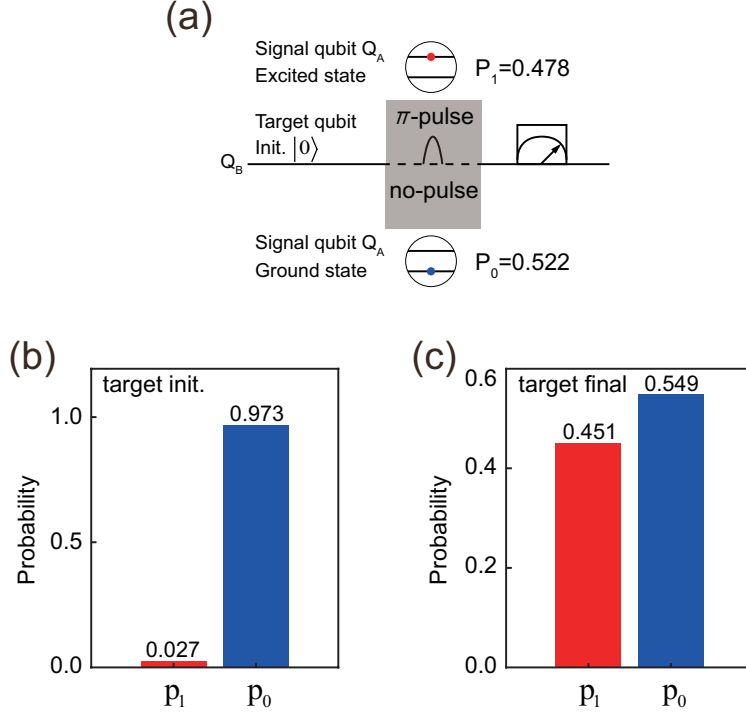 (a)
Signal qubit Q_A
Excited state
P_1=0.478
Target qubit
Init. |0⟩
π-pulse
Q_B
no-pulse
Signal qubit Q_A
Ground state
P_0=0.522
(b)
target init.
1.0
0.5
0.0
Probability
0.973
0.027
p_1
p_0
(c)
target final
0.6
0.4
0.2
0.0
Probability
0.549
0.451
p_1
p_0